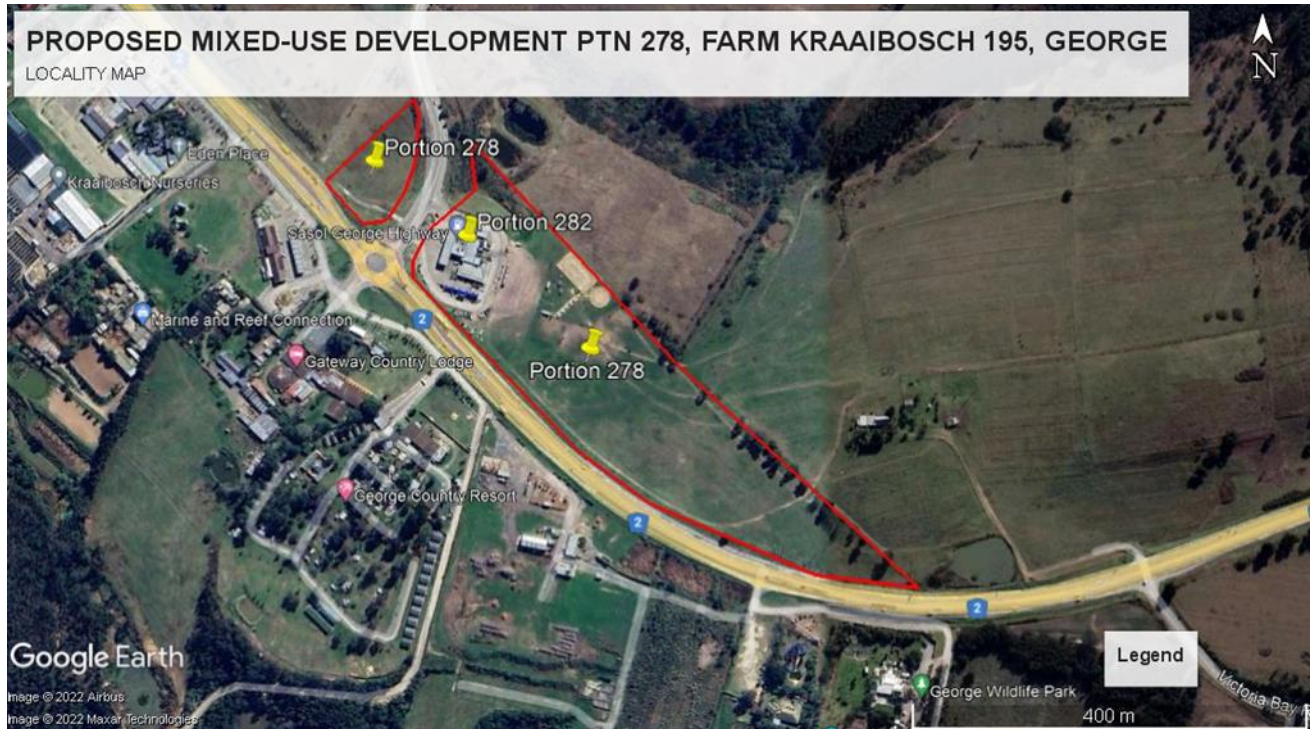 PROPOSED MIXED-USE DEVELOPMENT PTN 278, FARM KRAAIBOSCH 195, GEORGE
LOCALITY MAP
N
Eden Place
Portion 278
Kraaibosch Nurseries
Portion 282
Sasol George Highway
2
Marine and Reef Connection
Gateway Country Lodge
Portion 278
George Country Resort
2
2
Google Earth
Legend
Image © 2022 Airbus
Image © 2022 Maxar Technologies
George Wildlife Park
Victoria Bay
400 m